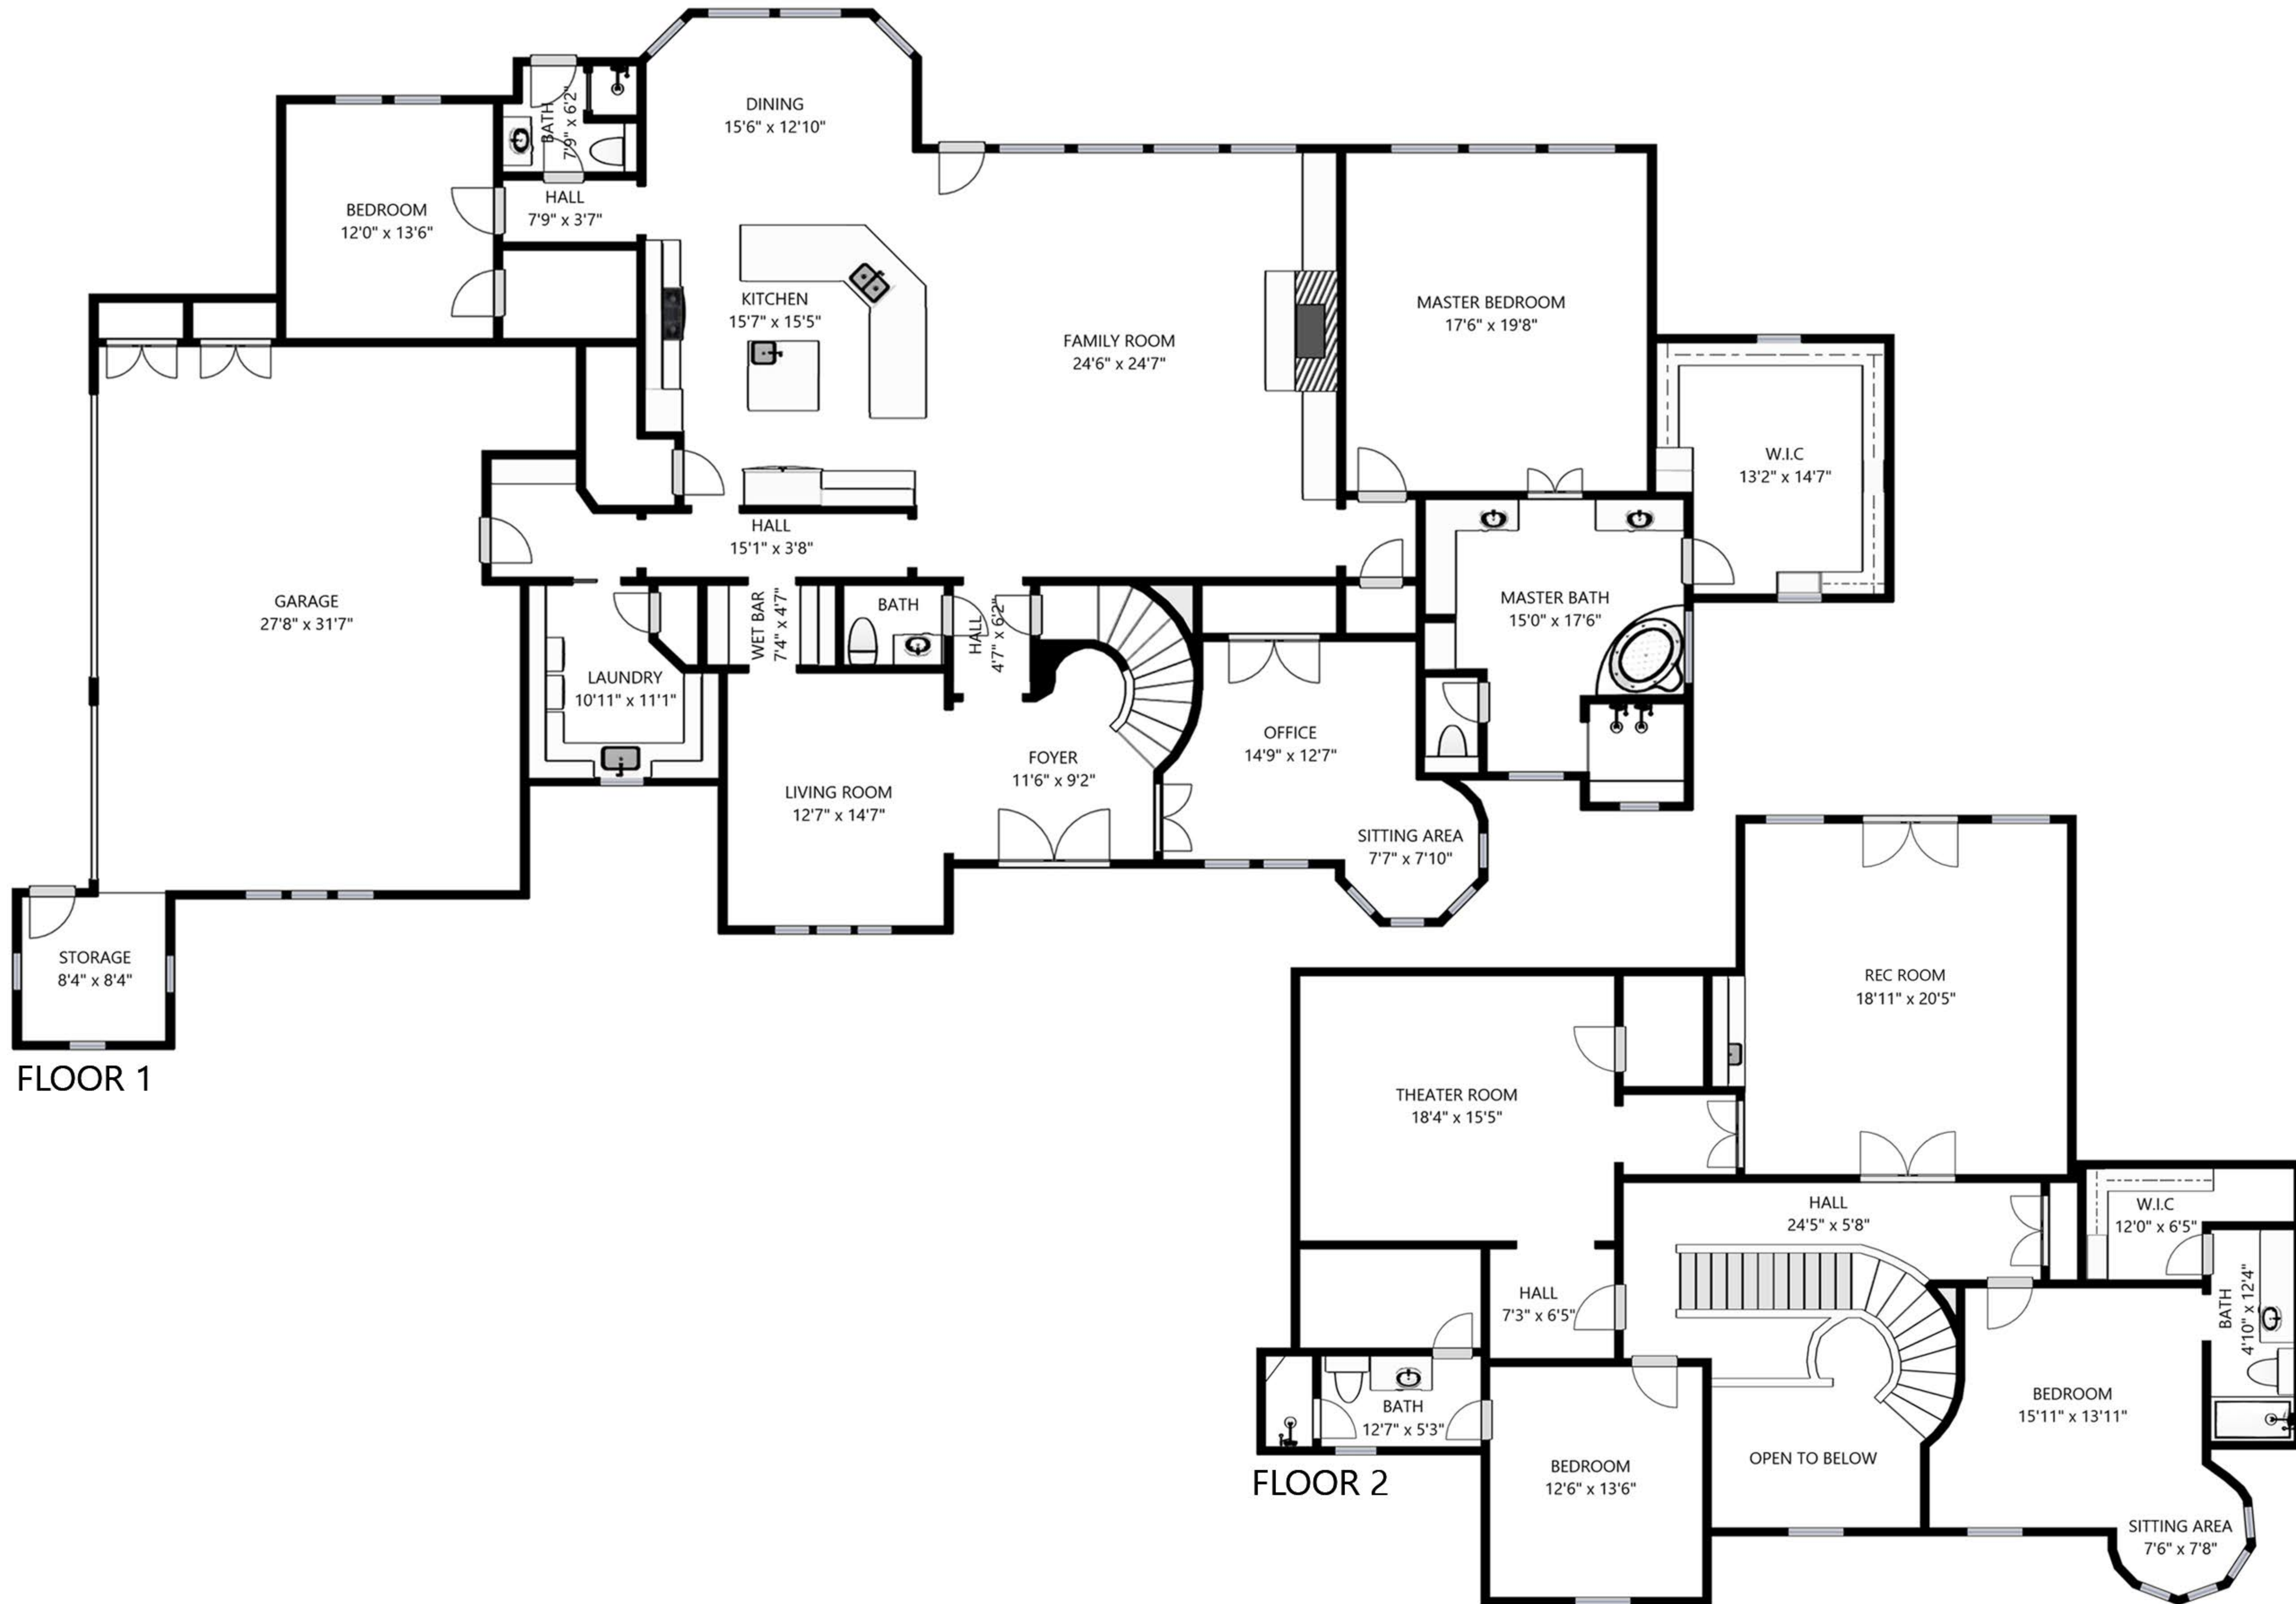 DINING
15'6" x 12'10"
BATH
7'9" x 6'2"
HALL
7'9" x 3'7"
BEDROOM
12'0" x 13'6"
KITCHEN
15'7" x 15'5"
FAMILY ROOM
24'6" x 24'7"
MASTER BEDROOM
17'6" x 19'8"
W.I.C
13'2" x 14'7"
HALL
15'1" x 3'8"
GARAGE
27'8" x 31'7"
WET BAR
7'4" x 4'7"
BATH
HALL
4'7" x 6'2"
MASTER BATH
15'0" x 17'6"
LAUNDRY
10'11" x 11'1"
OFFICE
14'9" x 12'7"
FOYER
11'6" x 9'2"
LIVING ROOM
12'7" x 14'7"
SITTING AREA
7'7" x 7'10"
STORAGE
8'4" x 8'4"
FLOOR 1
REC ROOM
18'11" x 20'5"
THEATER ROOM
18'4" x 15'5"
HALL
24'5" x 5'8"
W.I.C
12'0" x 6'5"
HALL
7'3" x 6'5"
BATH
4'10" x 12'4"
BATH
12'7" x 5'3"
BEDROOM
15'11" x 13'11"
OPEN TO BELOW
BEDROOM
12'6" x 13'6"
SITTING AREA
7'6" x 7'8"
FLOOR 2